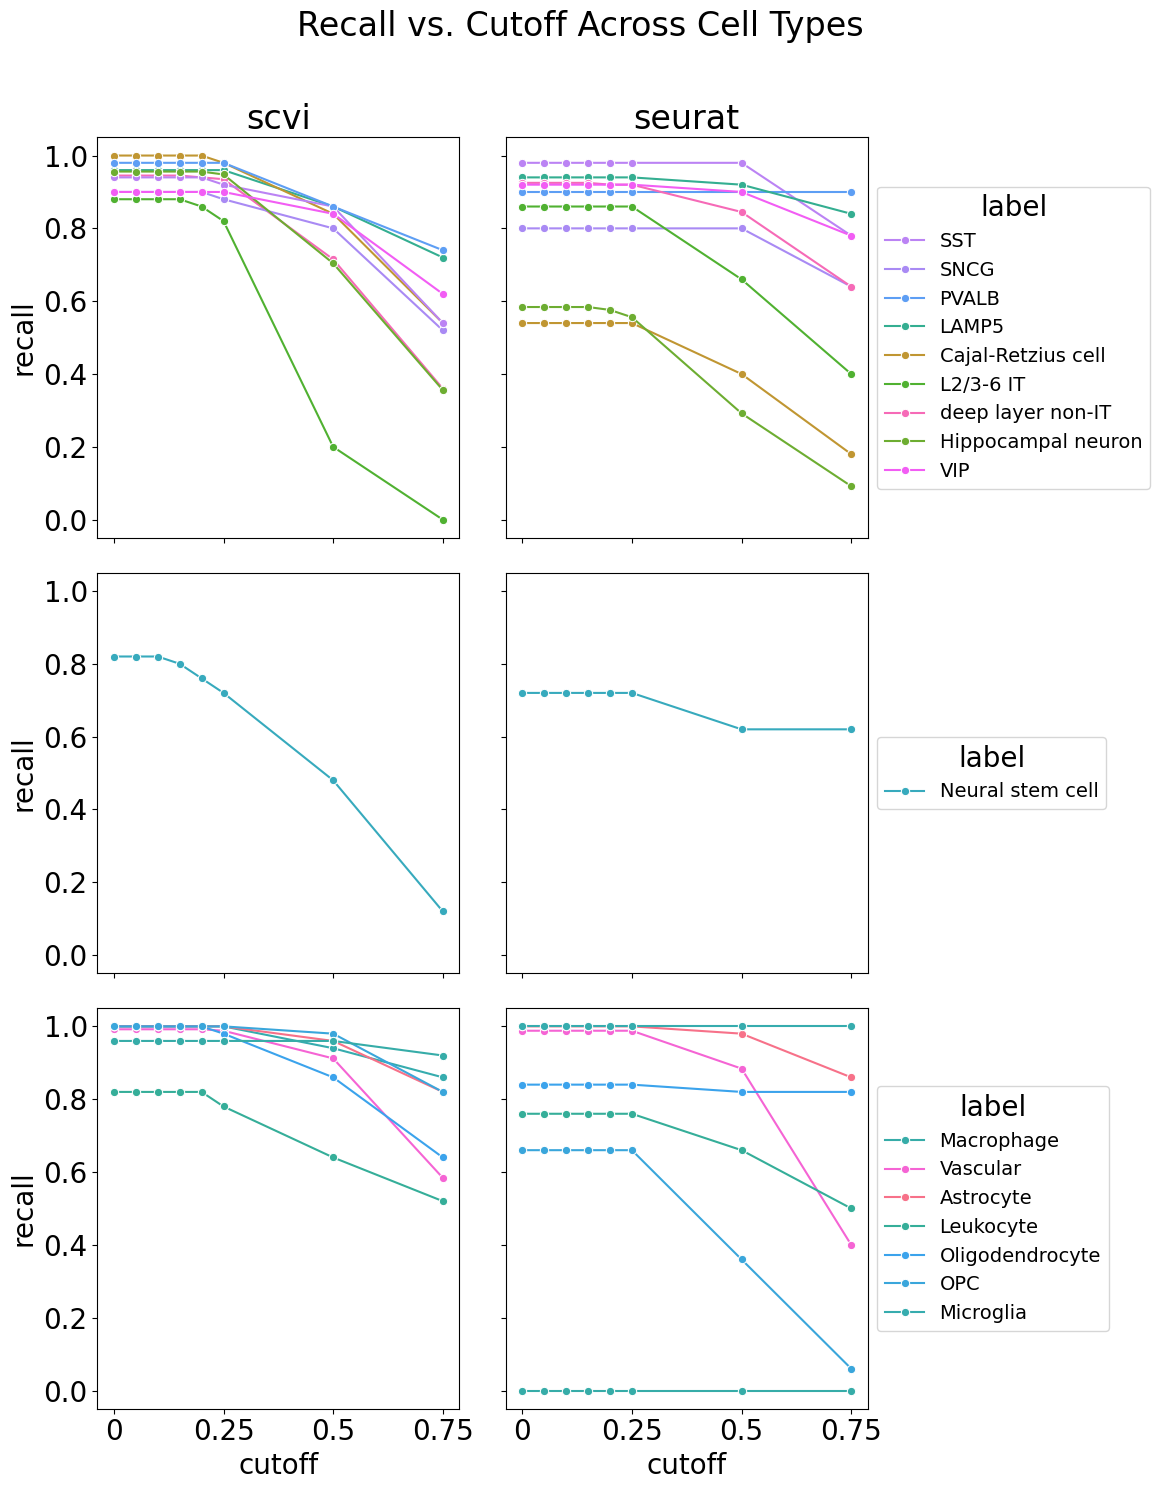 Recall vs. Cutoff Across Cell Types
scvi
seurat
1.0
0.8
0.6
0.4
0.2
0.0
recall
label
SST
SNCG
PVALB
LAMP5
Cajal-Retzius cell
L2/3-6 IT
deep layer non-IT
Hippocampal neuron
VIP
1.0
0.8
0.6
0.4
0.2
0.0
recall
label
Neural stem cell
1.0
0.8
0.6
0.4
0.2
0.0
recall
label
Macrophage
Vascular
Astrocyte
Leukocyte
Oligodendrocyte
OPC
Microglia
0 0.25 0.5 0.75
cutoff
0 0.25 0.5 0.75
cutoff